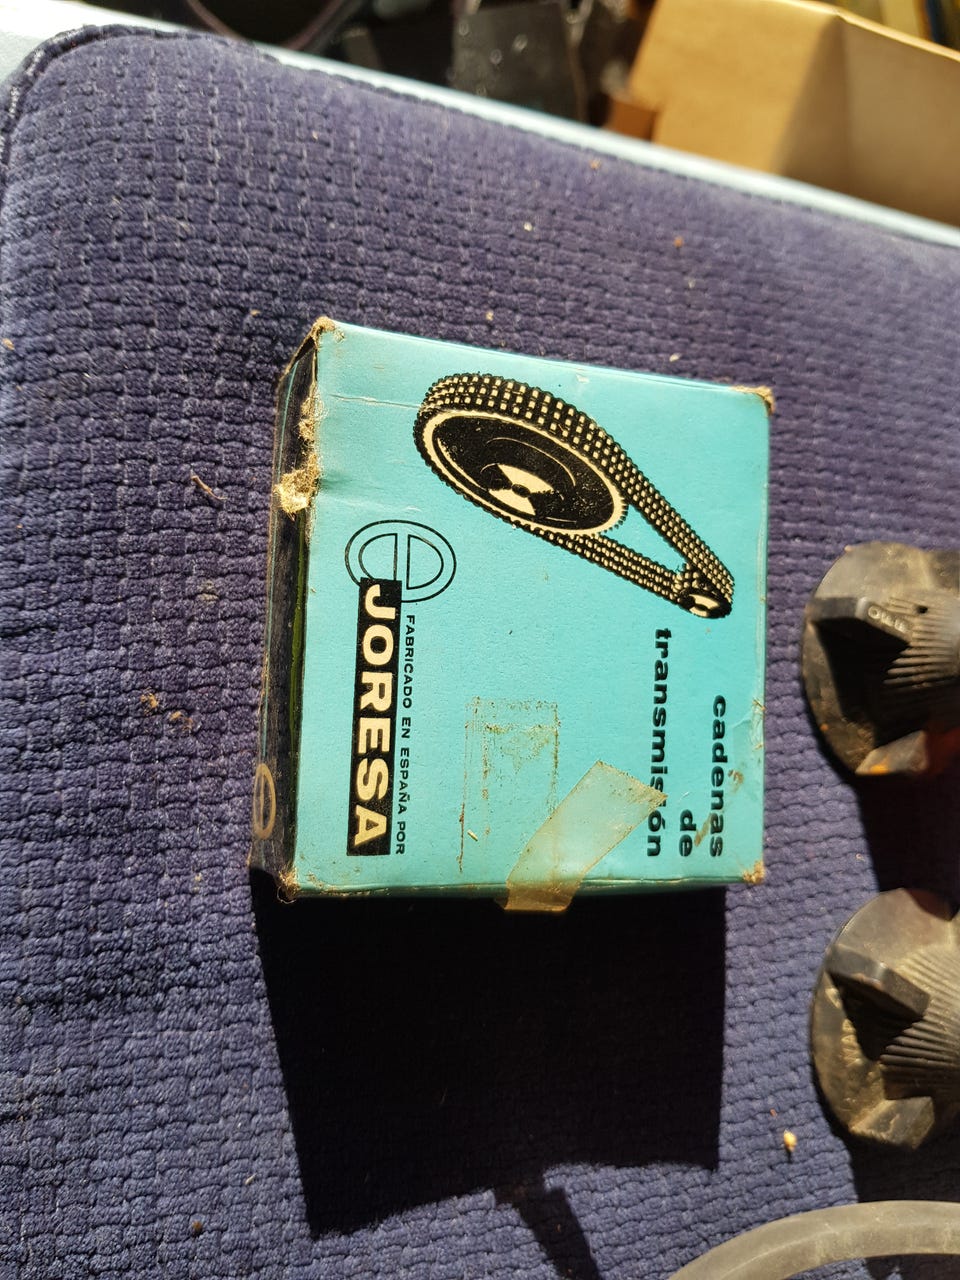 cadenas
de
transmisión
FABRICADO EN ESPAÑA POR
JORESA